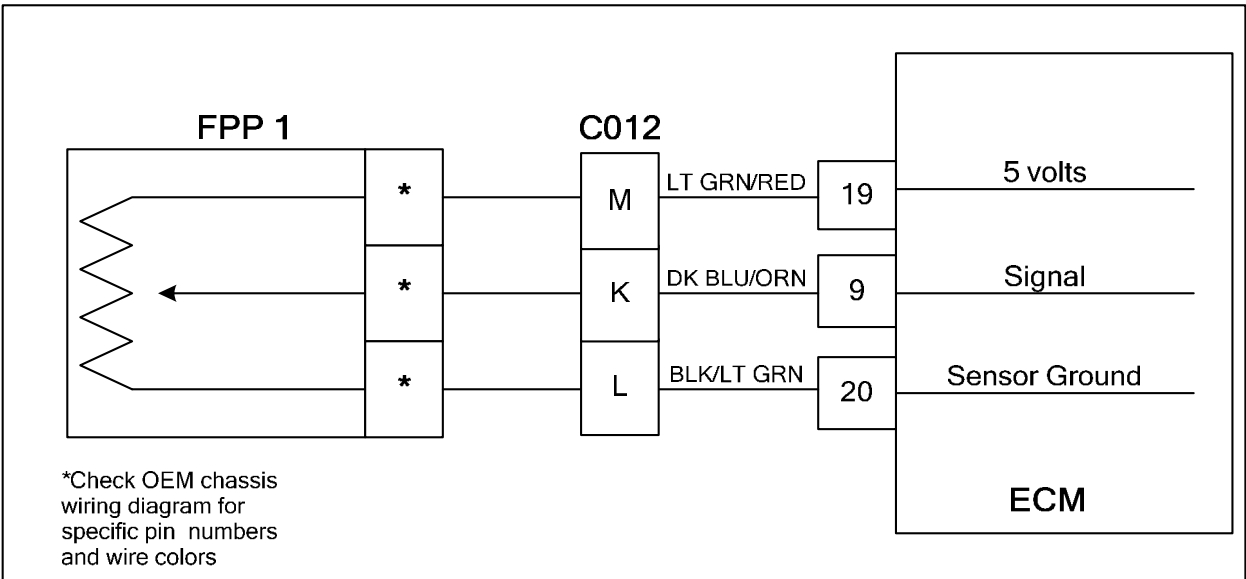 FPP 1
C012
* M LT GRN/RED 19 5 volts
* K DK BLU/ORN 9 Signal
* L BLK/LT GRN 20 Sensor Ground
ECM
*Check OEM chassis
wiring diagram for
specific pin numbers
and wire colors